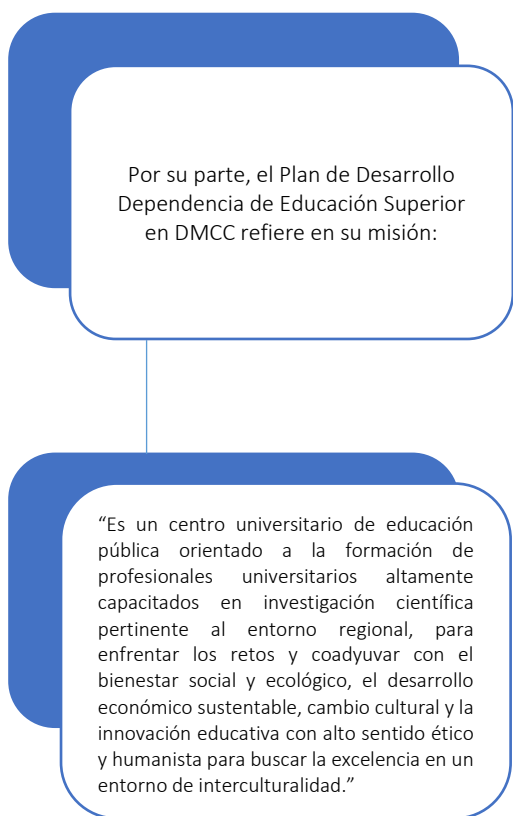 Por su parte, el Plan de Desarrollo
Dependencia de Educación Superior
en DMCC refiere en su misión:
“Es un centro universitario de educación
pública orientado a la formación de
profesionales universitarios altamente
capacitados en investigación científica
pertinente al entorno regional, para
enfrentar los retos y coadyuvar con el
bienestar social y ecológico, el desarrollo
económico sustentable, cambio cultural y la
innovación educativa con alto sentido ético
y humanista para buscar la excelencia en un
entorno de interculturalidad.”